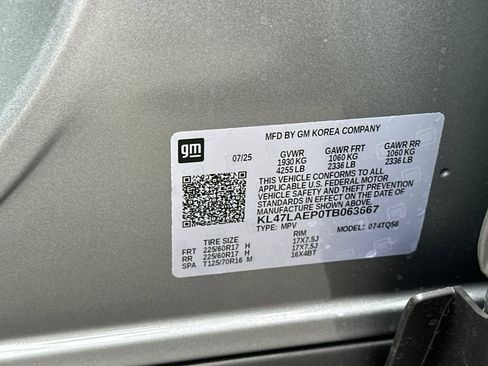 MFD BY GM KOREA COMPANY
gm
07/25 GVWR GAWR FRT GAWR RR
1930 KG 1060 KG 1060 KG
4255 LB 2336 LB 2336 LB
THIS VEHICLE CONFORMS TO ALL
APPLICABLE U.S. FEDERAL MOTOR
VEHICLE SAFETY AND THEFT PREVENTION
STANDARDS IN EFFECT ON THE DATE
OF MANUFACTURE SHOWN ABOVE.
KL47LAEP0TB063667
TYPE: MPV MODEL: 074TQ58
TIRE SIZE RIM
FRT 225/60R17 H 17X7.5J
RR 225/60R17 H 17X7.5J
SPA T125/70R16 M 16X4BT